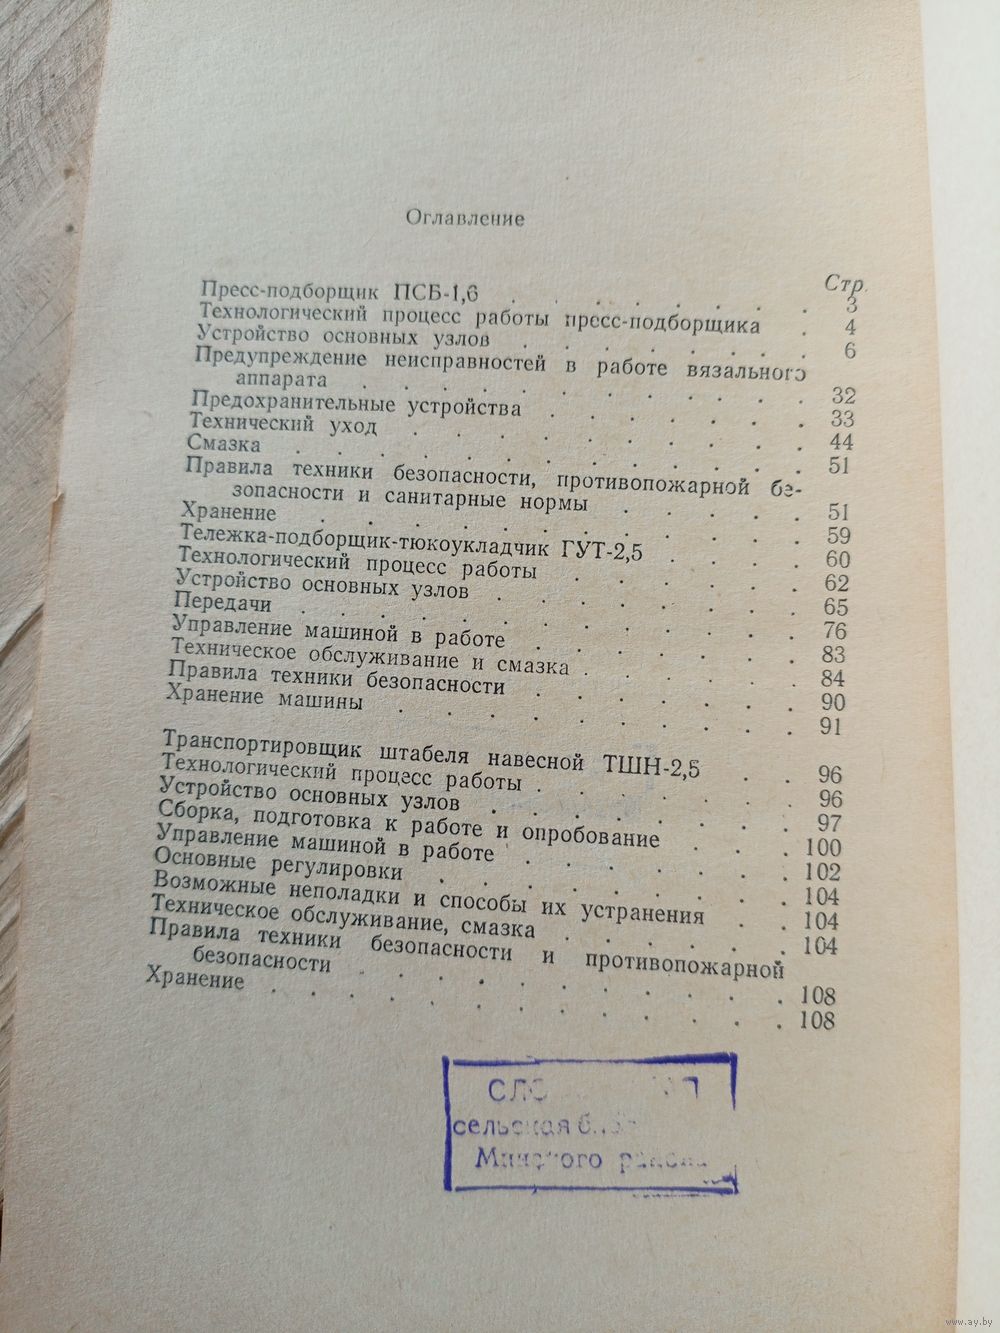 Оглавление
Стр.
Пресс-подборщик ПСБ-1,6 . . . . . . . 3
Технологический процесс работы пресс-подборщика . 4
Устройство основных узлов . . . . . . . . 6
Предупреждение неисправностей в работе вязального
аппарата . . . . . . . . . . . 32
Предохранительные устройства . . . . . . . 33
Технический уход . . . . . . . . . . 44
Смазка . . . . . . . . . . . . 51
Правила техники безопасности, противопожарной бе-
зопасности и санитарные нормы . . . . . 51
Хранение . . . . . . . . . . . 59
Тележка-подборщик-тюкоукладчик ГУТ-2,5 . . . . 60
Технологический процесс работы . . . . . . 62
Устройство основных узлов . . . . . . . . 65
Передачи . . . . . . . . . . . . 76
Управление машиной в работе . . . . . . . 83
Техническое обслуживание и смазка . . . . . . 84
Правила техники безопасности . . . . . . . 90
Хранение машины . . . . . . . . . . 91
Транспортировщик штабеля навесной ТШН-2,5 . . 96
Технологический процесс работы . . . . . . . 96
Устройство основных узлов . . . . . . . . 97
Сборка, подготовка к работе и опробование . . . 100
Управление машиной в работе . . . . . . . 102
Основные регулировки . . . . . . . . . 104
Возможные неполадки и способы их устранения . . 104
Техническое обслуживание, смазка . . . . . . 104
Правила техники безопасности и противопожарной
безопасности . . . . . . . . . . . 108
Хранение . . . . . . . . . . . . 108
сельская
Минского района
www.ay.by